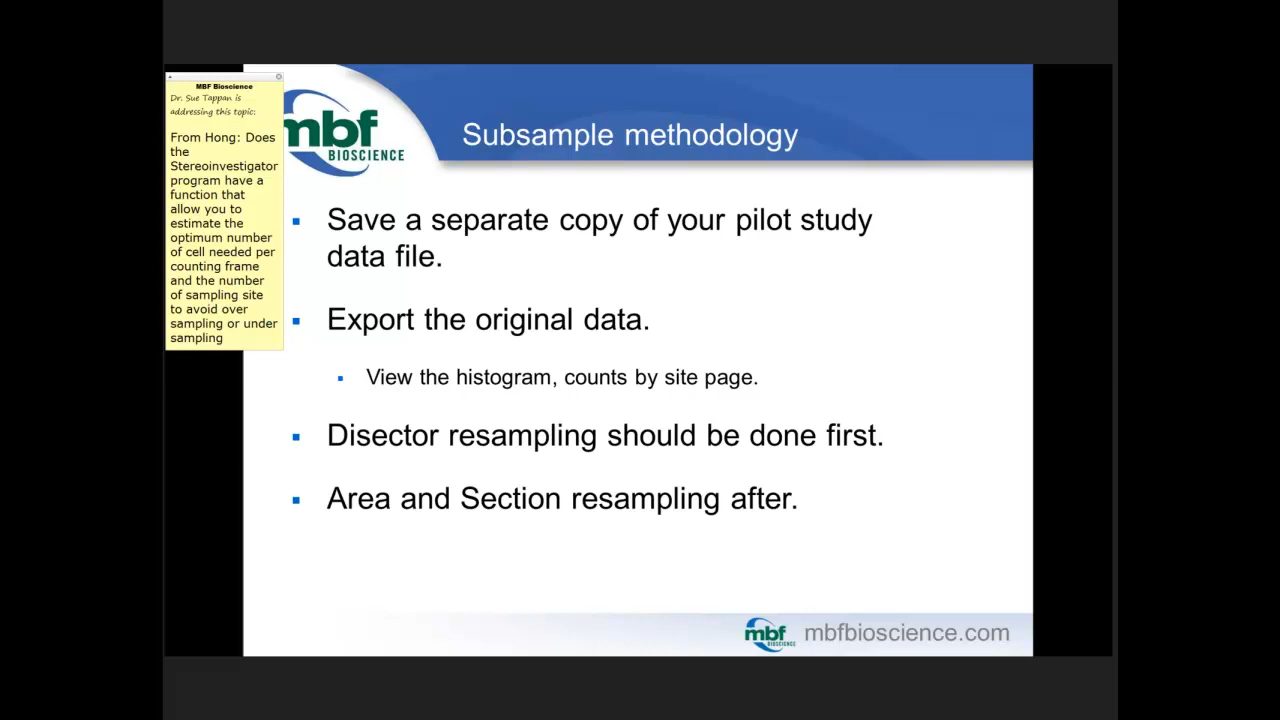 MBF Bioscience
Dr. Sue Tappan is
addressing this topic:
From Hong: Does
the
Stereoinvestigator
program have a
function that
allow you to
estimate the
optimum number
of cell needed per
counting frame
and the number
of sampling site
to avoid over
sampling or under
sampling
mbf
BIOSCIENCE
Subsample methodology
Save a separate copy of your pilot study
data file.
Export the original data.
View the histogram, counts by site page.
Disector resampling should be done first.
Area and Section resampling after.
mbf
BIOSCIENCE
mbfbioscience.com